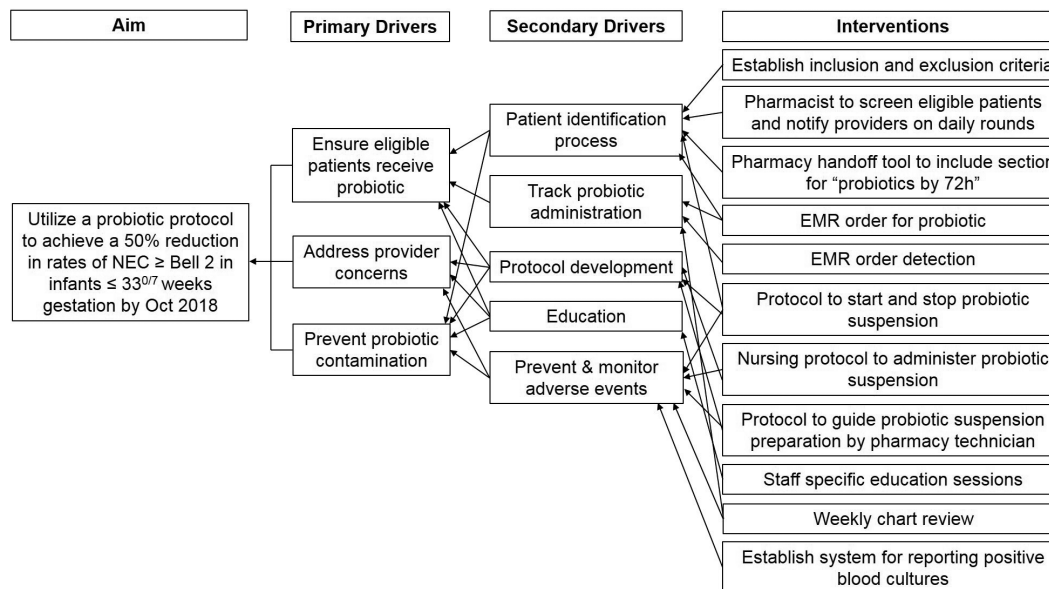 Aim
Primary Drivers
Secondary Drivers
Interventions
Utilize a probiotic protocol
to achieve a 50% reduction
in rates of NEC ≥ Bell 2 in
infants ≤ 33⁰/⁷ weeks
gestation by Oct 2018
Ensure eligible
patients receive
probiotic
Address provider
concerns
Prevent probiotic
contamination
Patient identification
process
Track probiotic
administration
Protocol development
Education
Prevent & monitor
adverse events
Establish inclusion and exclusion criteria
Pharmacist to screen eligible patients
and notify providers on daily rounds
Pharmacy handoff tool to include section
for “probiotics by 72h”
EMR order for probiotic
EMR order detection
Protocol to start and stop probiotic
suspension
Nursing protocol to administer probiotic
suspension
Protocol to guide probiotic suspension
preparation by pharmacy technician
Staff specific education sessions
Weekly chart review
Establish system for reporting positive
blood cultures